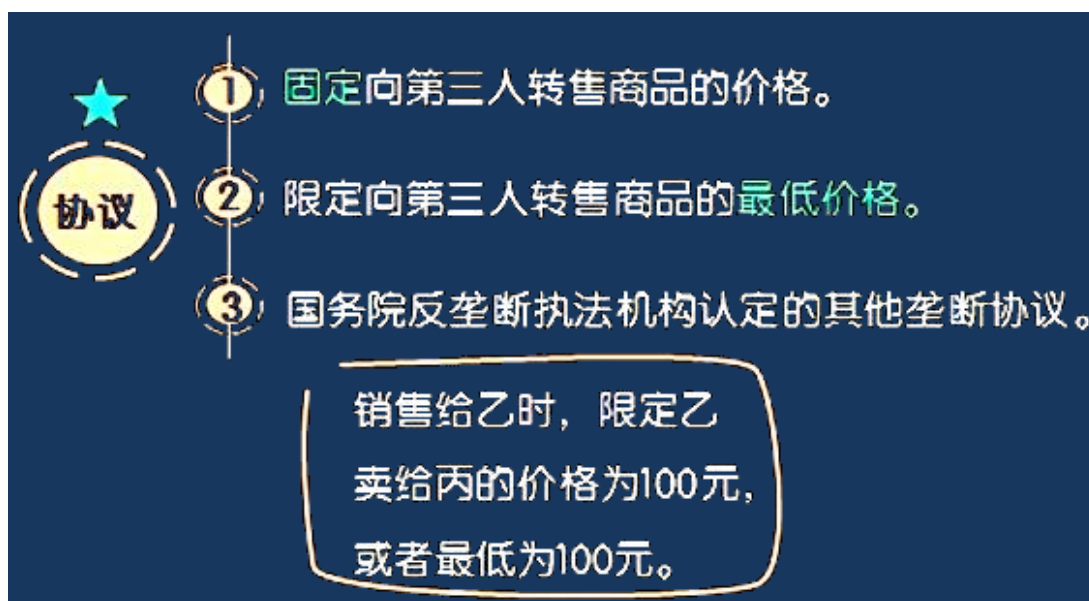 协议
1 固定向第三人转售商品的价格。
2 限定向第三人转售商品的最低价格。
3 国务院反垄断执法机构认定的其他垄断协议。
销售给乙时，限定乙
卖给丙的价格为100元，
或者最低为100元。